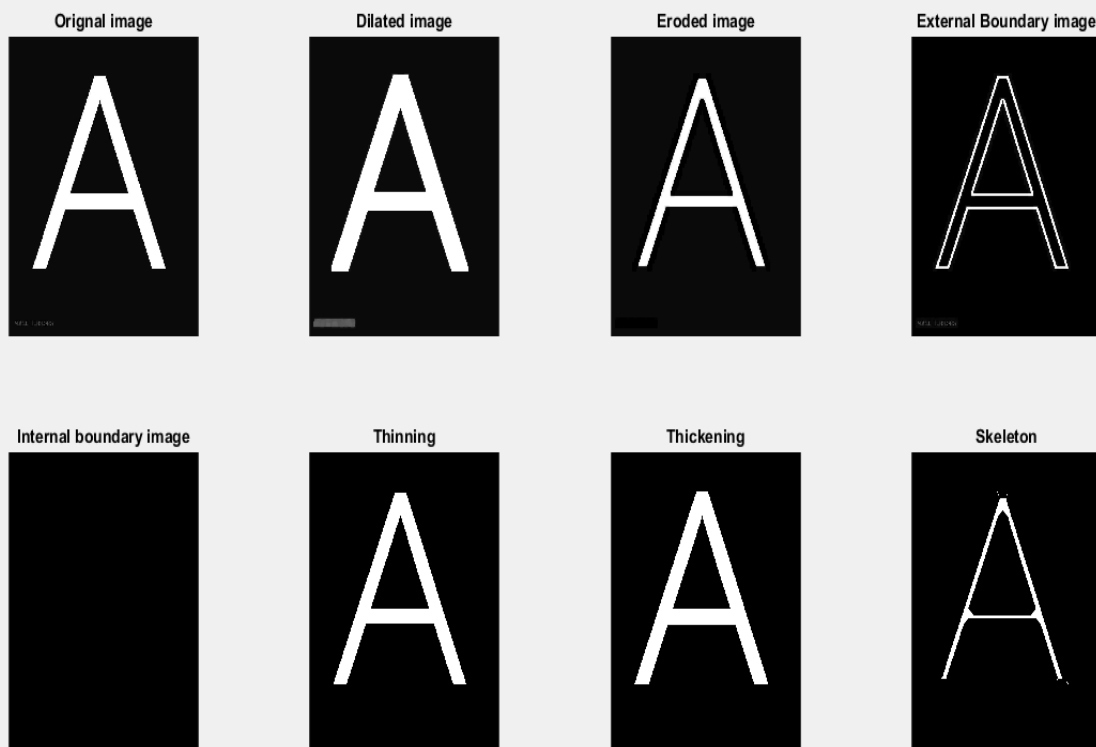 Orignal image
Dilated image
Eroded image
External Boundary image
A
A
A
A
Internal boundary image
Thinning
Thickening
Skeleton
A
A
A